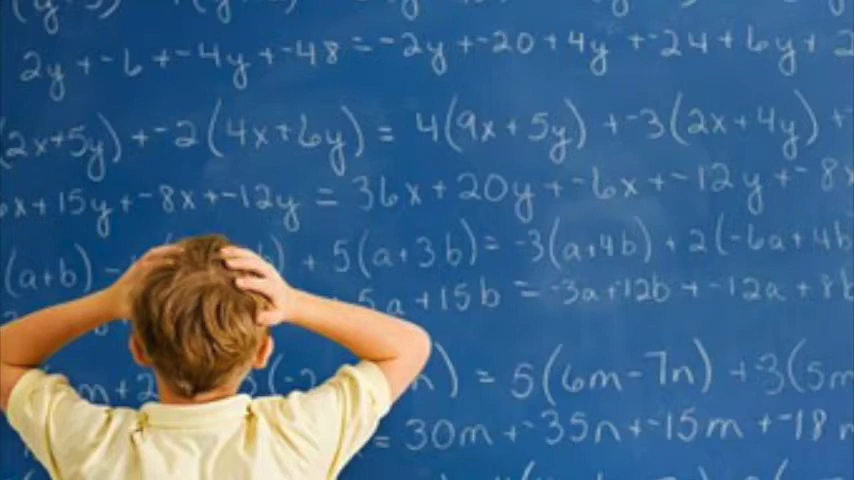 2y + ⁻6 + ⁻4y + ⁻48 = ⁻2y + ⁻20 + 4y + ⁻24 + 6y +
(2x+5y) + ⁻2(4x+6y) = 4(9x+5y) + ⁻3(2x+4y) +
x + 15y + ⁻8x + ⁻12y = 36x + 20y + ⁻6x + ⁻12y + ⁻8x
(a+b) + 5(a+3b) = ⁻3(a+4b) + 2(⁻6a+4b
5a + 15b = ⁻3a+12b + ⁻12a + 8b
) = 5(6m-7n) + ⁻3(5m
= 30m + ⁻35n + ⁻15m + ⁻18n